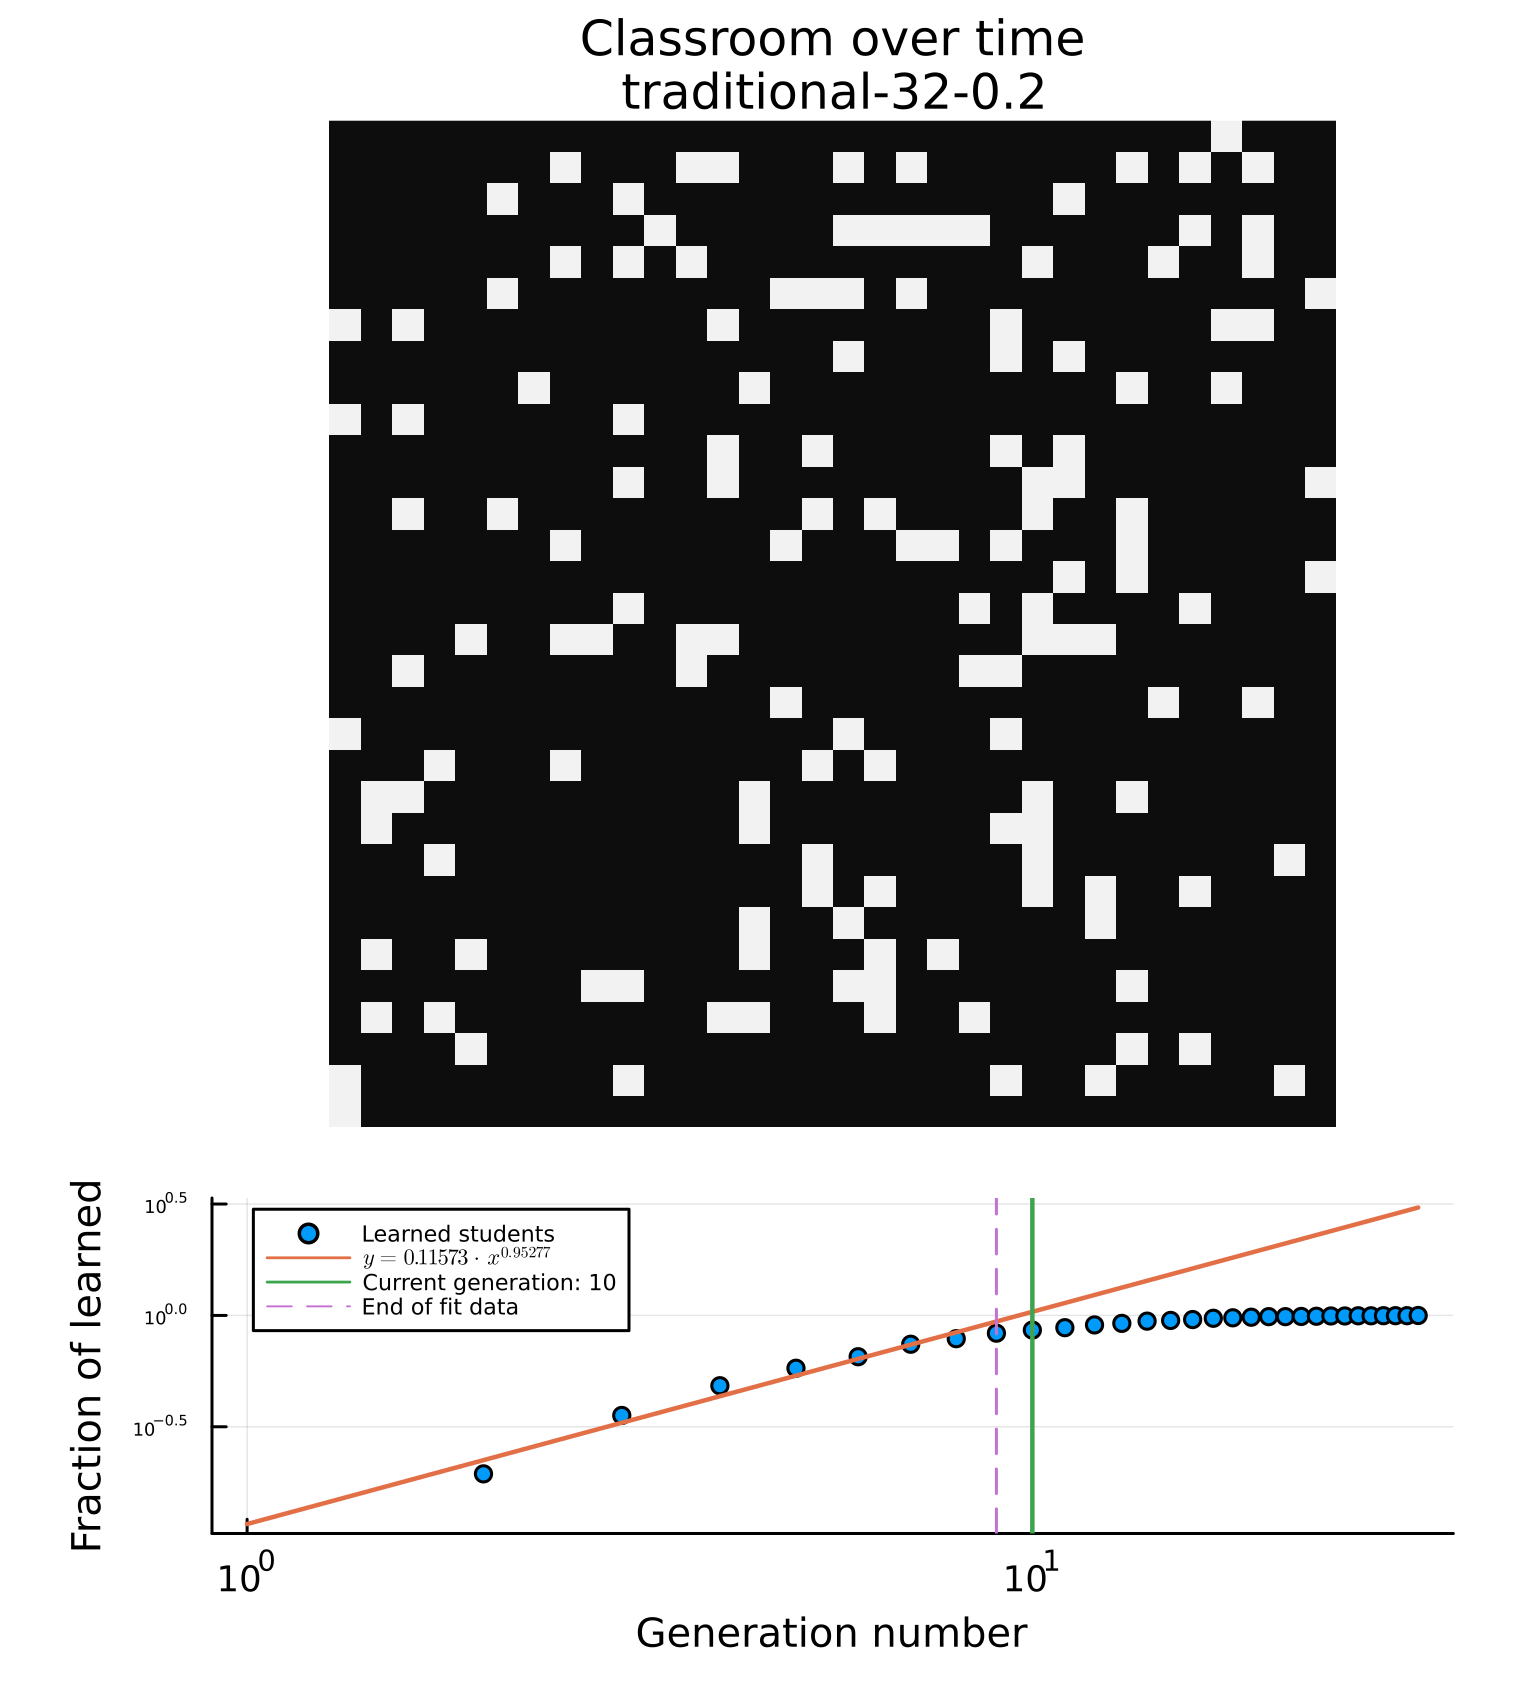 Classroom over time
traditional-32-0.2
Fraction of learned
10^0.5
10^0.0
10^−0.5
Learned students
y = 0.11573 · x^0.95277
Current generation: 10
End of fit data
10^0
10^1
Generation number